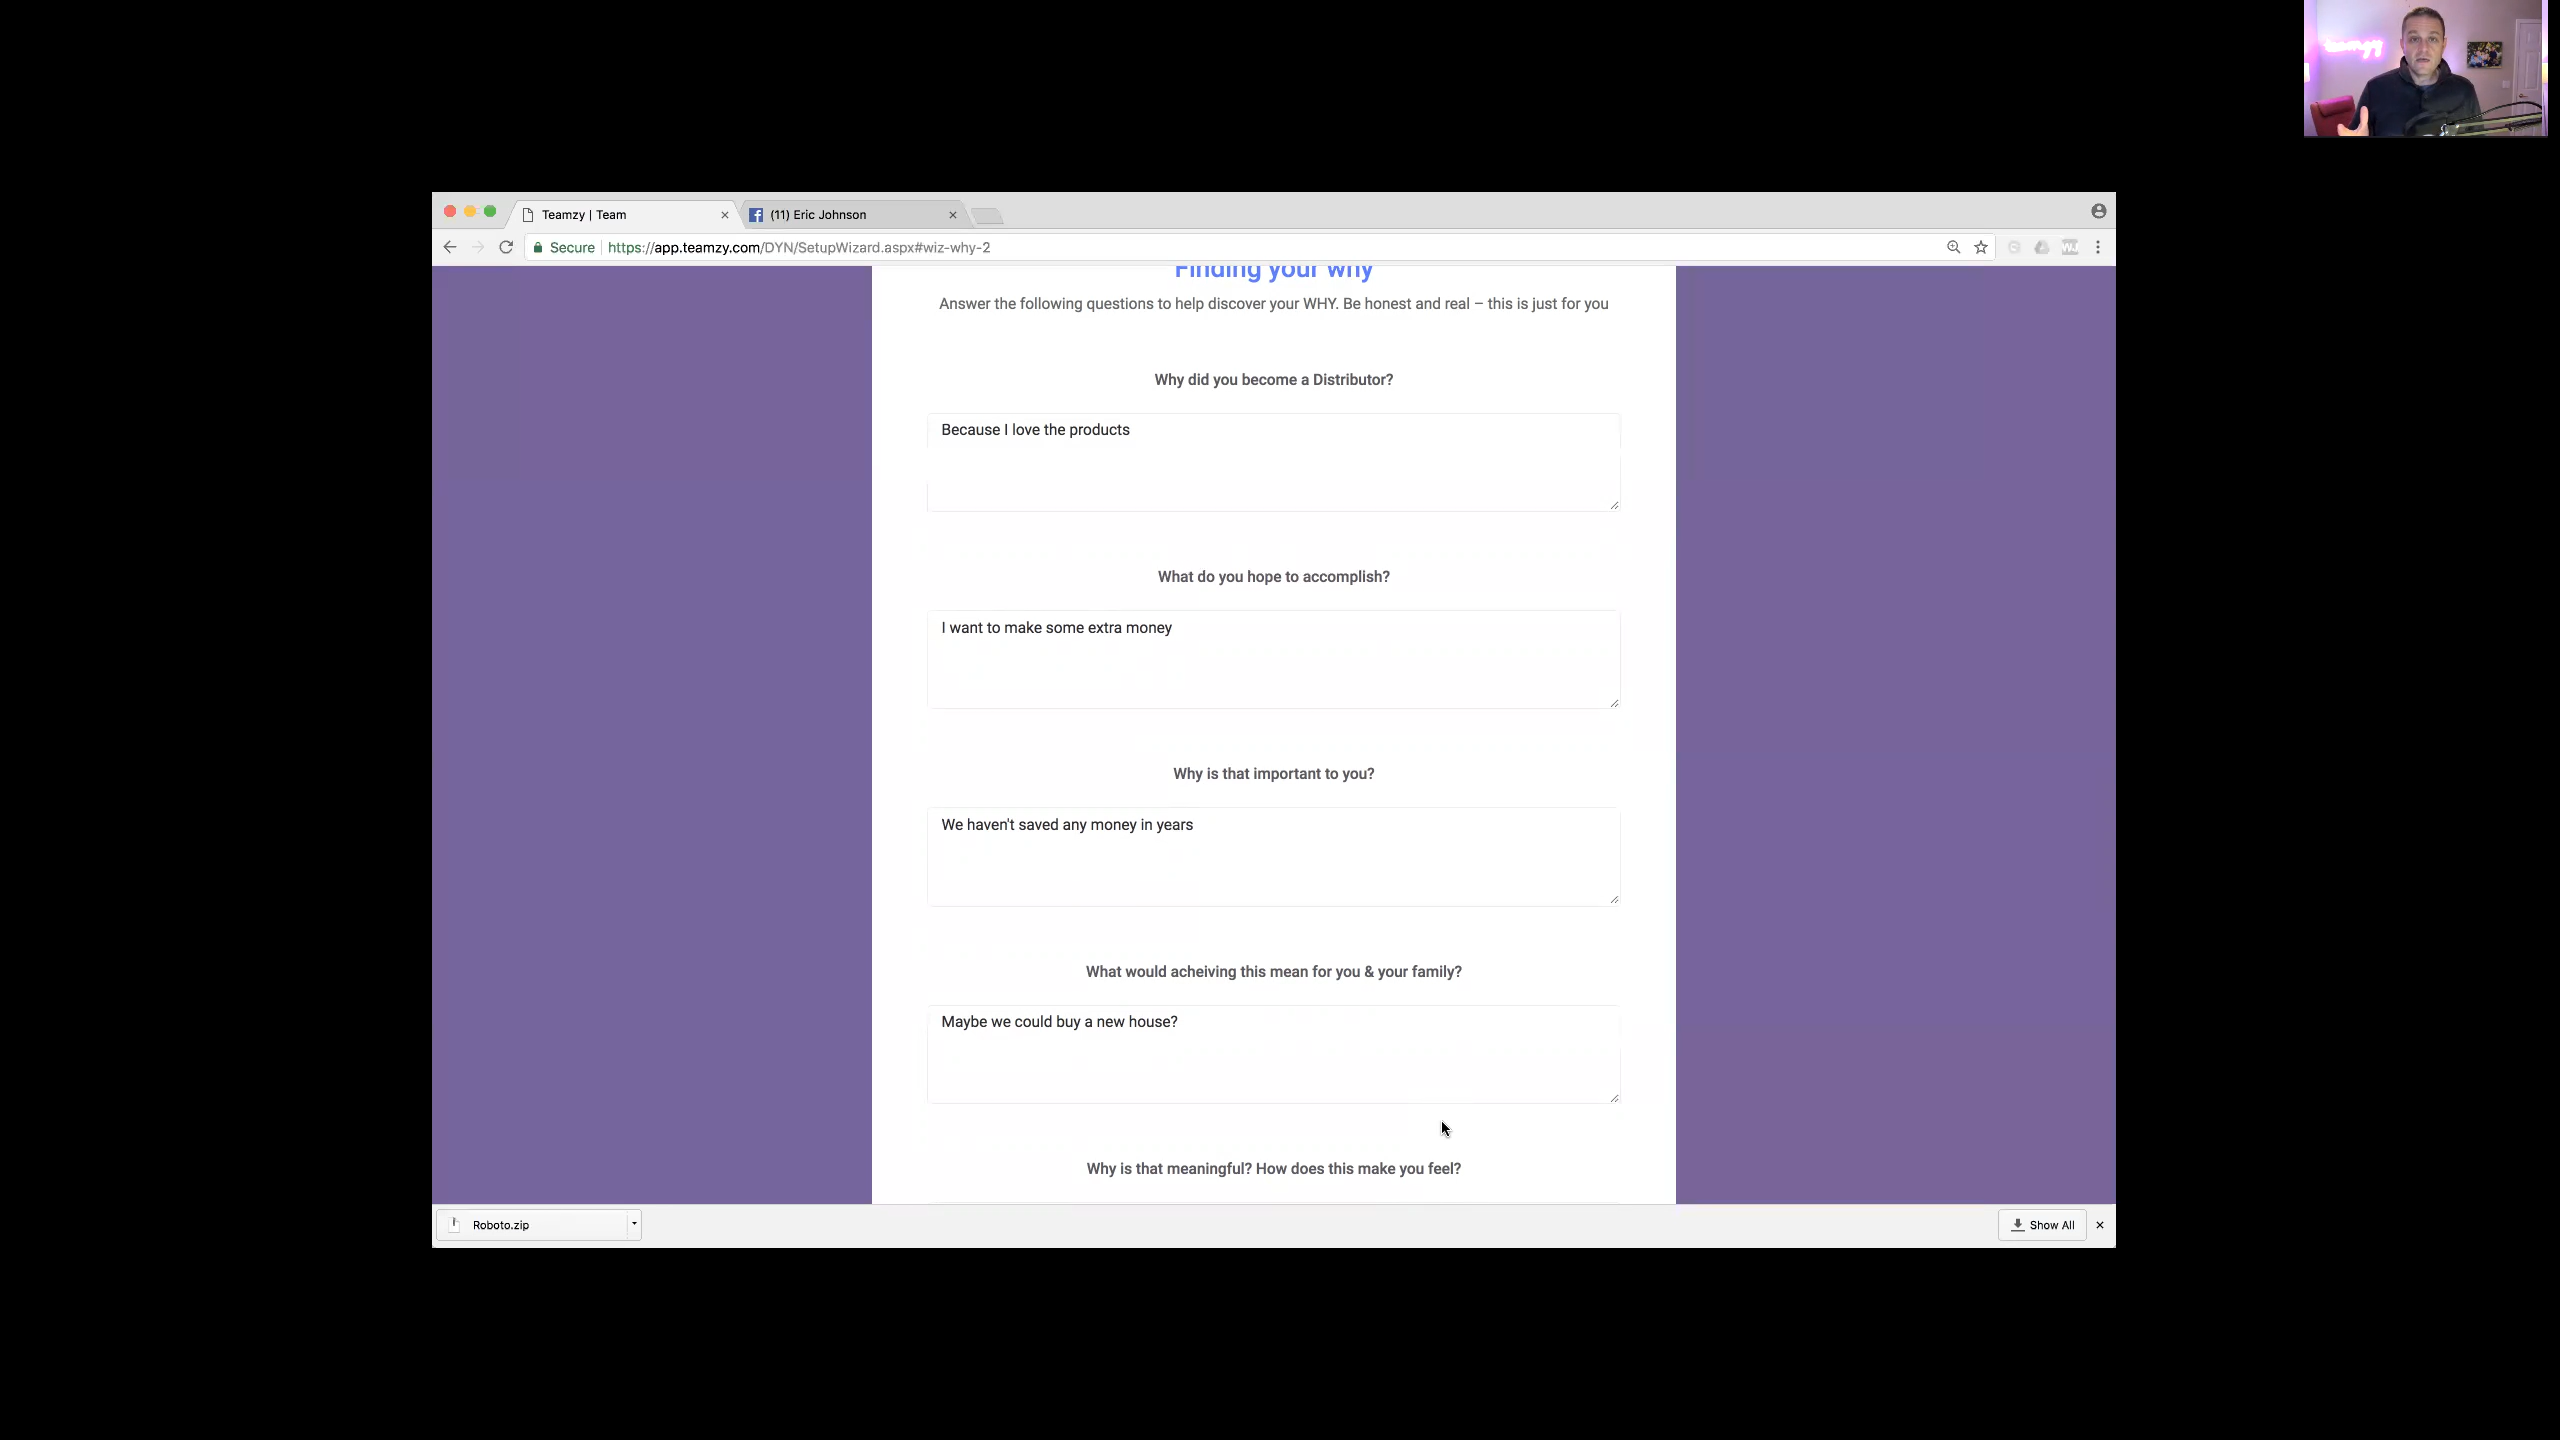 teamzy
Teamzy | Team
(11) Eric Johnson
Secure
https://app.teamzy.com/DYN/SetupWizard.aspx#wiz-why-2
Finding your why
Answer the following questions to help discover your WHY. Be honest and real – this is just for you
Why did you become a Distributor?
Because I love the products
What do you hope to accomplish?
I want to make some extra money
Why is that important to you?
We haven't saved any money in years
What would acheiving this mean for you & your family?
Maybe we could buy a new house?
Why is that meaningful? How does this make you feel?
Roboto.zip
Show All